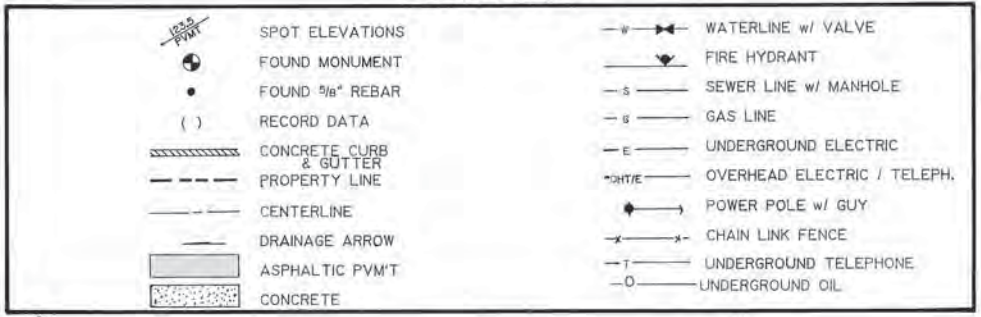 123.5
PVMT
SPOT ELEVATIONS
FOUND MONUMENT
FOUND 5/8" REBAR
( ) RECORD DATA
CONCRETE CURB
& GUTTER
PROPERTY LINE
CENTERLINE
DRAINAGE ARROW
ASPHALTIC PVM'T
CONCRETE
W WATERLINE w/ VALVE
FIRE HYDRANT
S SEWER LINE w/ MANHOLE
G GAS LINE
E UNDERGROUND ELECTRIC
OHT/E OVERHEAD ELECTRIC / TELEPH.
POWER POLE w/ GUY
x x CHAIN LINK FENCE
T UNDERGROUND TELEPHONE
O UNDERGROUND OIL